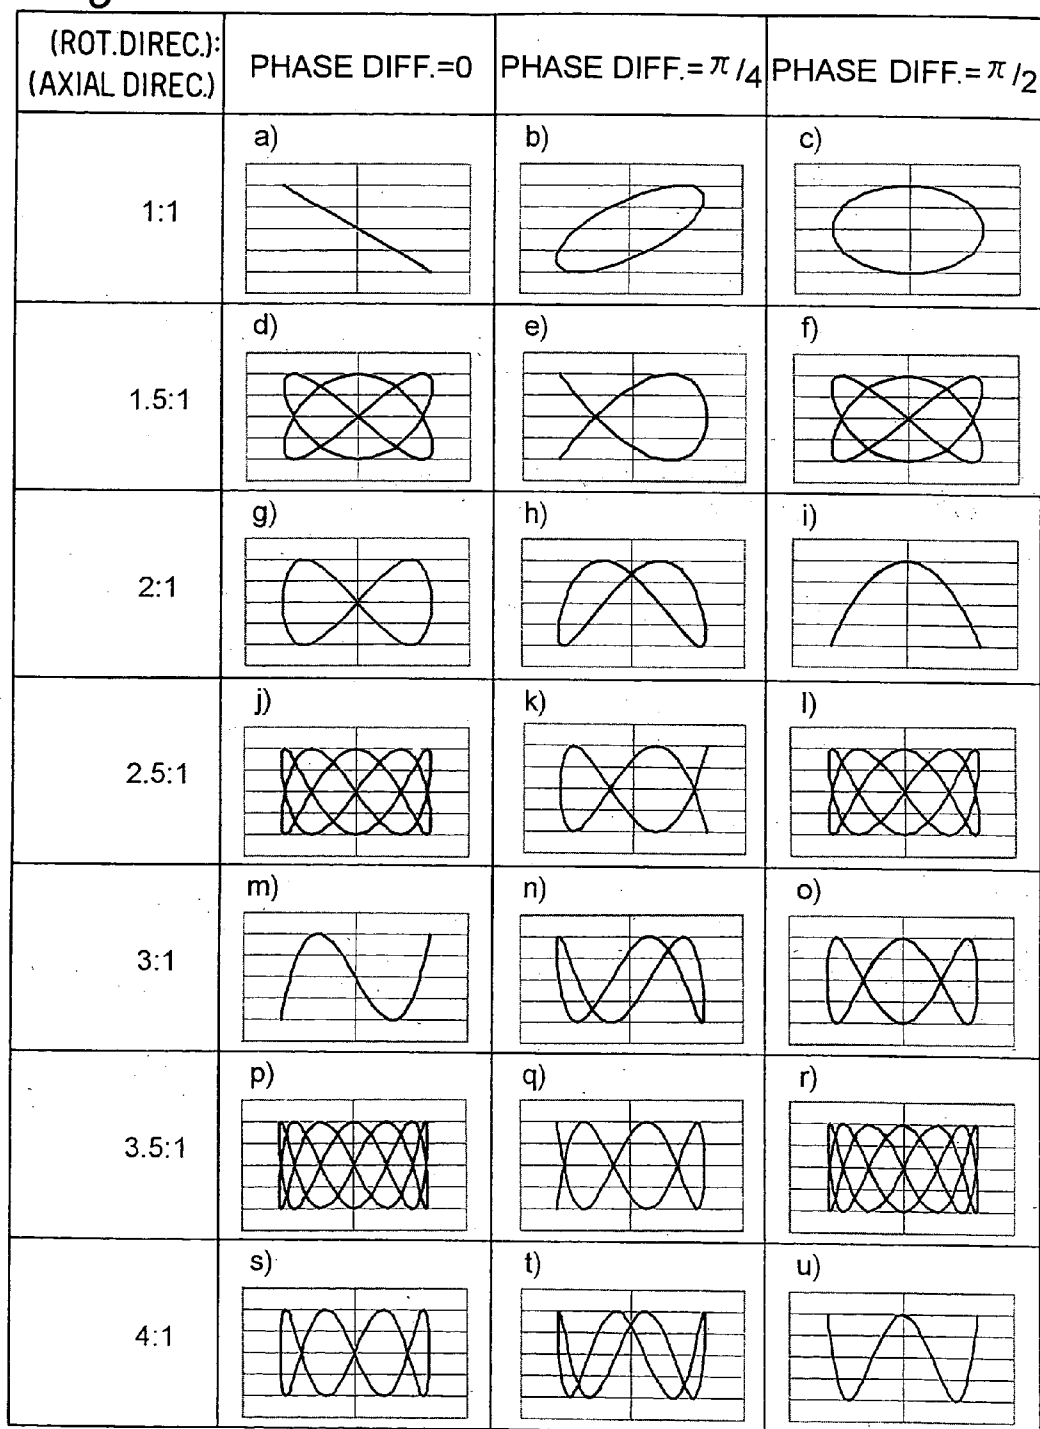 (ROT.DIREC.):
(AXIAL DIREC.)
PHASE DIFF.=0
PHASE DIFF.=π/4
PHASE DIFF.=π/2
1:1
a)
b)
c)
1.5:1
d)
e)
f)
2:1
g)
h)
i)
2.5:1
j)
k)
l)
3:1
m)
n)
o)
3.5:1
p)
q)
r)
4:1
s)
t)
u)